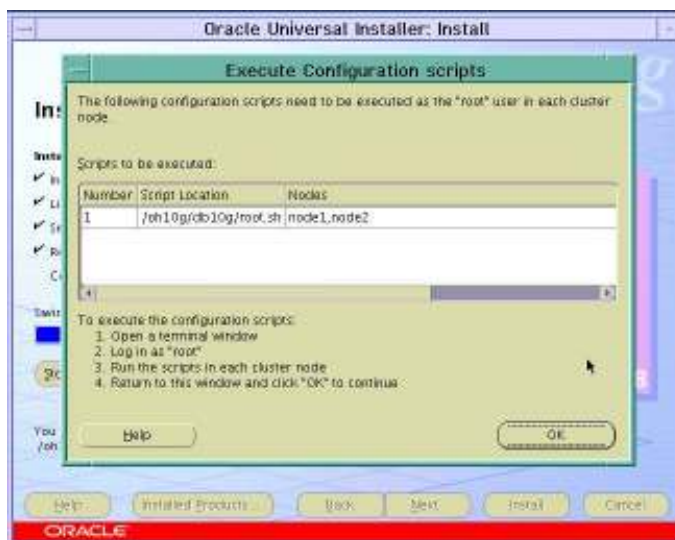 Oracle Universal Installer: Install
Execute Configuration scripts
The following configuration scripts need to be executed as the "root" user in each cluster
node.
Scripts to be executed:
Number Script Location Nodes
1 /oh10g/db10g/root.sh node1,node2
To execute the configuration scripts:
1. Open a terminal window
2. Log in as "root"
3. Run the scripts in each cluster node
4. Return to this window and click "OK" to continue
Help OK
You
/oh
Help Installed Products... Back Next Install Cancel
ORACLE